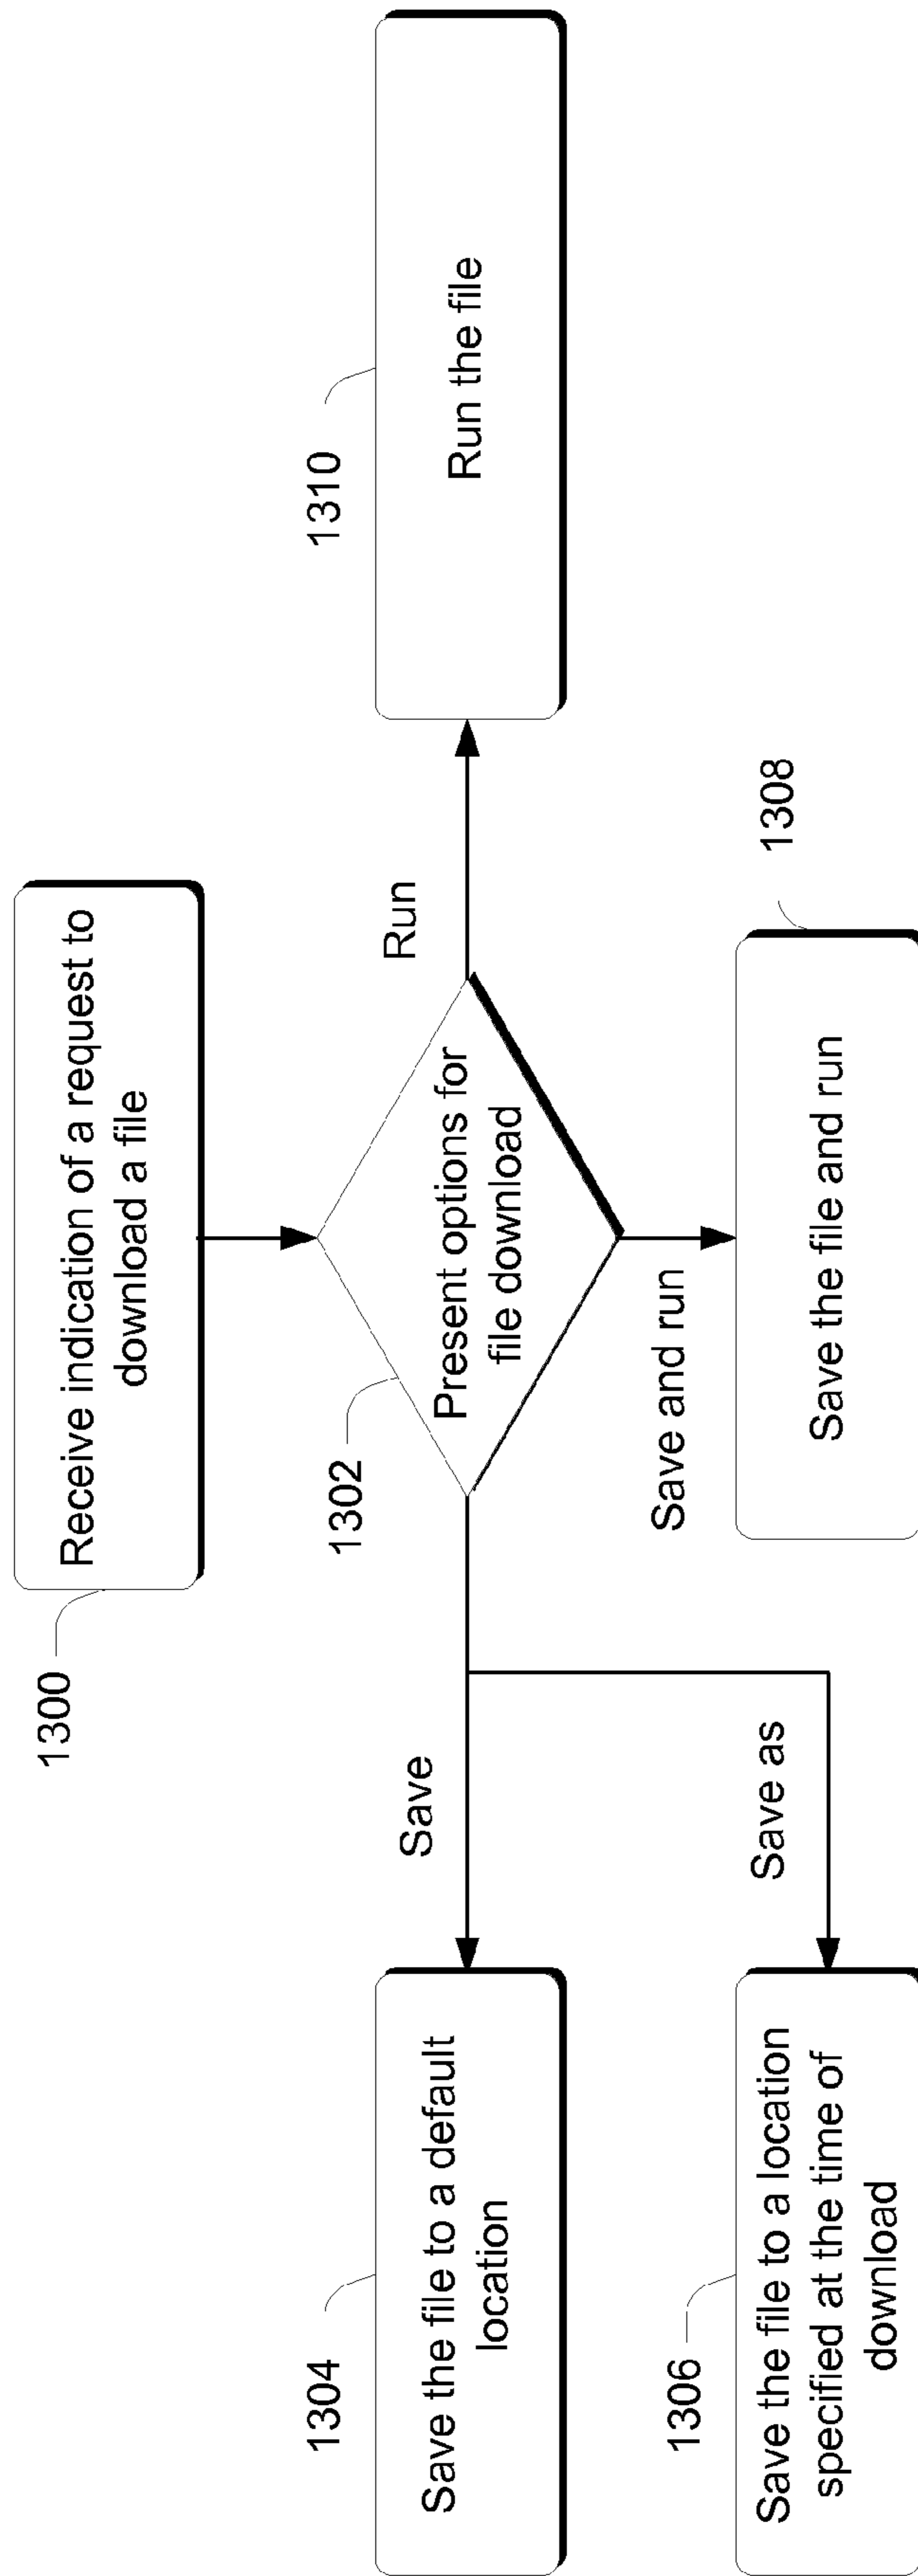 1300
Receive indication of a request to
download a file
1302
Present options for
file download
Save
Run
1304
Save the file to a default
location
1310
Run the file
Save and run
Save as
1306
Save the file to a location
specified at the time of
download
Save the file and run
1308